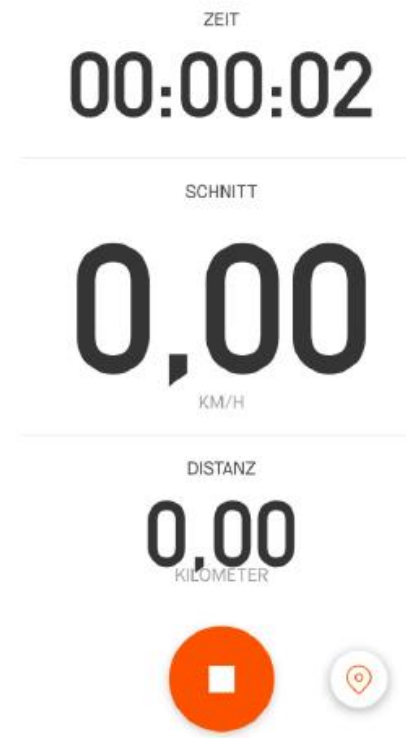 ZEIT
00:00:02
SCHNITT
0,00
KM/H
DISTANZ
0,00
KILOMETER